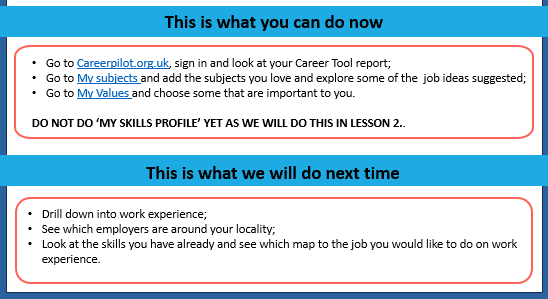 This is what you can do now
• Go to Careerpilot.org.uk, sign in and look at your Career Tool report;
• Go to My subjects and add the subjects you love and explore some of the  job ideas suggested;
• Go to My Values and choose some that are important to you.
DO NOT DO ‘MY SKILLS PROFILE’ YET AS WE WILL DO THIS IN LESSON 2..
This is what we will do next time
• Drill down into work experience;
• See which employers are around your locality;
• Look at the skills you have already and see which map to the job you would like to do on work
experience.